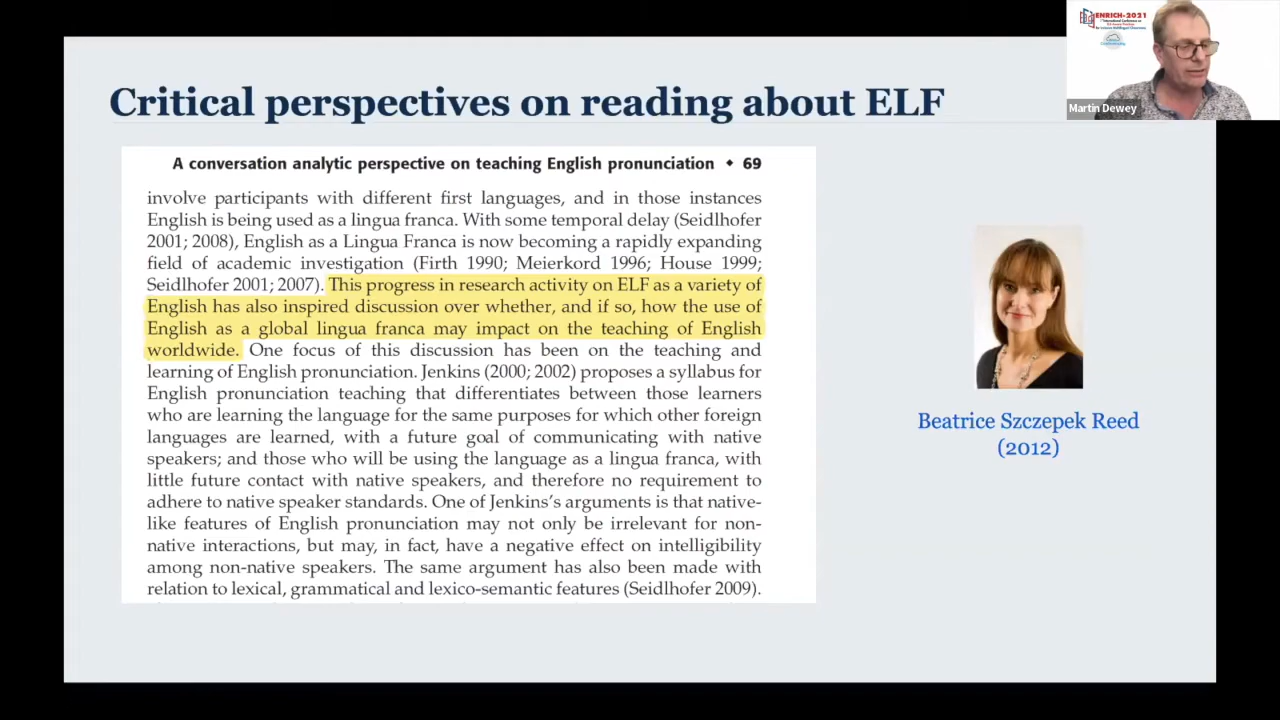 Critical perspectives on reading about ELF
A conversation analytic perspective on teaching English pronunciation ◆ 69
involve participants with different first languages, and in those instances
English is being used as a lingua franca. With some temporal delay (Seidlhofer
2001; 2008), English as a Lingua Franca is now becoming a rapidly expanding
field of academic investigation (Firth 1990; Meierkord 1996; House 1999;
Seidlhofer 2001; 2007). This progress in research activity on ELF as a variety of
English has also inspired discussion over whether, and if so, how the use of
English as a global lingua franca may impact on the teaching of English
worldwide. One focus of this discussion has been on the teaching and
learning of English pronunciation. Jenkins (2000; 2002) proposes a syllabus for
English pronunciation teaching that differentiates between those learners
who are learning the language for the same purposes for which other foreign
languages are learned, with a future goal of communicating with native
speakers; and those who will be using the language as a lingua franca, with
little future contact with native speakers, and therefore no requirement to
adhere to native speaker standards. One of Jenkins's arguments is that native-
like features of English pronunciation may not only be irrelevant for non-
native interactions, but may, in fact, have a negative effect on intelligibility
among non-native speakers. The same argument has also been made with
relation to lexical, grammatical and lexico-semantic features (Seidlhofer 2009).
Beatrice Szczepek Reed
(2012)
ENRICH-2021
Martin Dewey